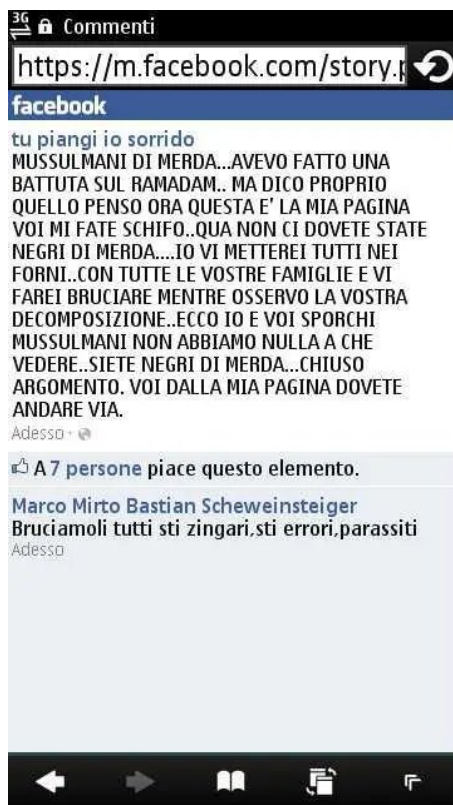 3G Commenti
https://m.facebook.com/story.p
facebook
tu piangi io sorrido
MUSSULMANI DI MERDA...AVEVO FATTO UNA
BATTUTA SUL RAMADAM.. MA DICO PROPRIO
QUELLO PENSO ORA QUESTA E' LA MIA PAGINA
VOI MI FATE SCHIFO..QUA NON CI DOVETE STATE
NEGRI DI MERDA....IO VI METTEREI TUTTI NEI
FORNI..CON TUTTE LE VOSTRE FAMIGLIE E VI
FAREI BRUCIARE MENTRE OSSERVO LA VOSTRA
DECOMPOSIZIONE..ECCO IO E VOI SPORCHI
MUSSULMANI NON ABBIAMO NULLA A CHE
VEDERE..SIETE NEGRI DI MERDA...CHIUSO
ARGOMENTO. VOI DALLA MIA PAGINA DOVETE
ANDARE VIA.
Adesso ·
A 7 persone piace questo elemento.
Marco Mirto Bastian Scheweinsteiger
Bruciamoli tutti sti zingari,sti errori,parassiti
Adesso